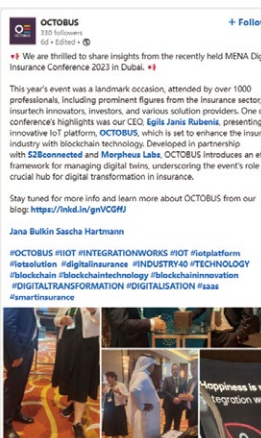 OCTOBUS
330 followers
6d • Edited •
+ Follo
We are thrilled to share insights from the recently held MENA Dig
Insurance Conference 2023 in Dubai.
This year's event was a landmark occasion, attended by over 1000
professionals, including prominent figures from the insurance sector,
insurtech innovators, investors, and various solution providers. One o
conference's highlights was our CEO, Egils Janis Rubenis, presenting
innovative IoT platform, OCTOBUS, which is set to enhance the insur
industry with blockchain technology. Developed in partnership
with S2Bconnected and Morpheus Labs, OCTOBUS introduces an et
framework for managing digital twins, underscoring the event's role
crucial hub for digital transformation in insurance.
Stay tuned for more info and learn more about OCTOBUS from our
blog: https://lnkd.in/gnVCGffJ
Jana Bulkin Sascha Hartmann
#OCTOBUS #IIOT #INTEGRATIONWORKS #IOT #iotplatform
#iotsolution #digitalinsurance #INDUSTRY40 #TECHNOLOGY
#blockchain #blockchaintechnology #blockchaininnovation
#DIGITALTRANSFORMATION #DIGITALISATION #saas
#smartinsurance
Happiness is w
tegration wor